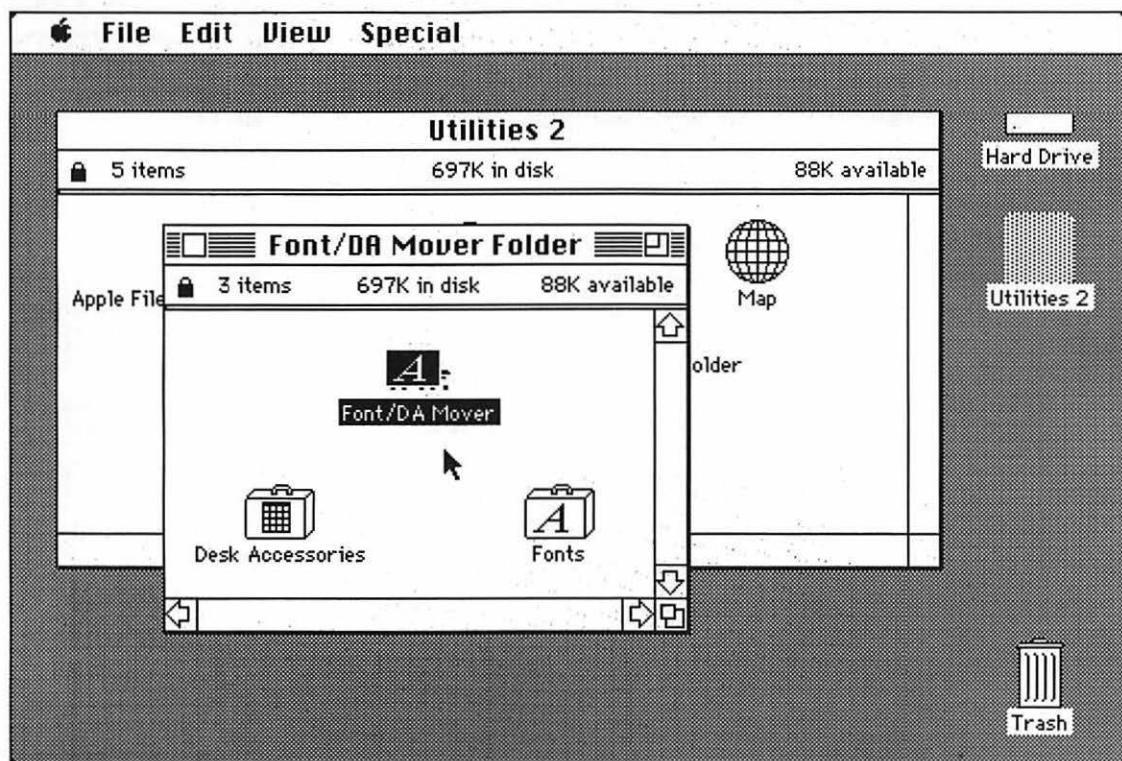 File Edit View Special
Utilities 2
5 items 697K in disk 88K available
Hard Drive
Font/DA Mover Folder
3 items 697K in disk 88K available
Apple File
Map
Utilities 2
older
Font/DA Mover
Desk Accessories
Fonts
Trash